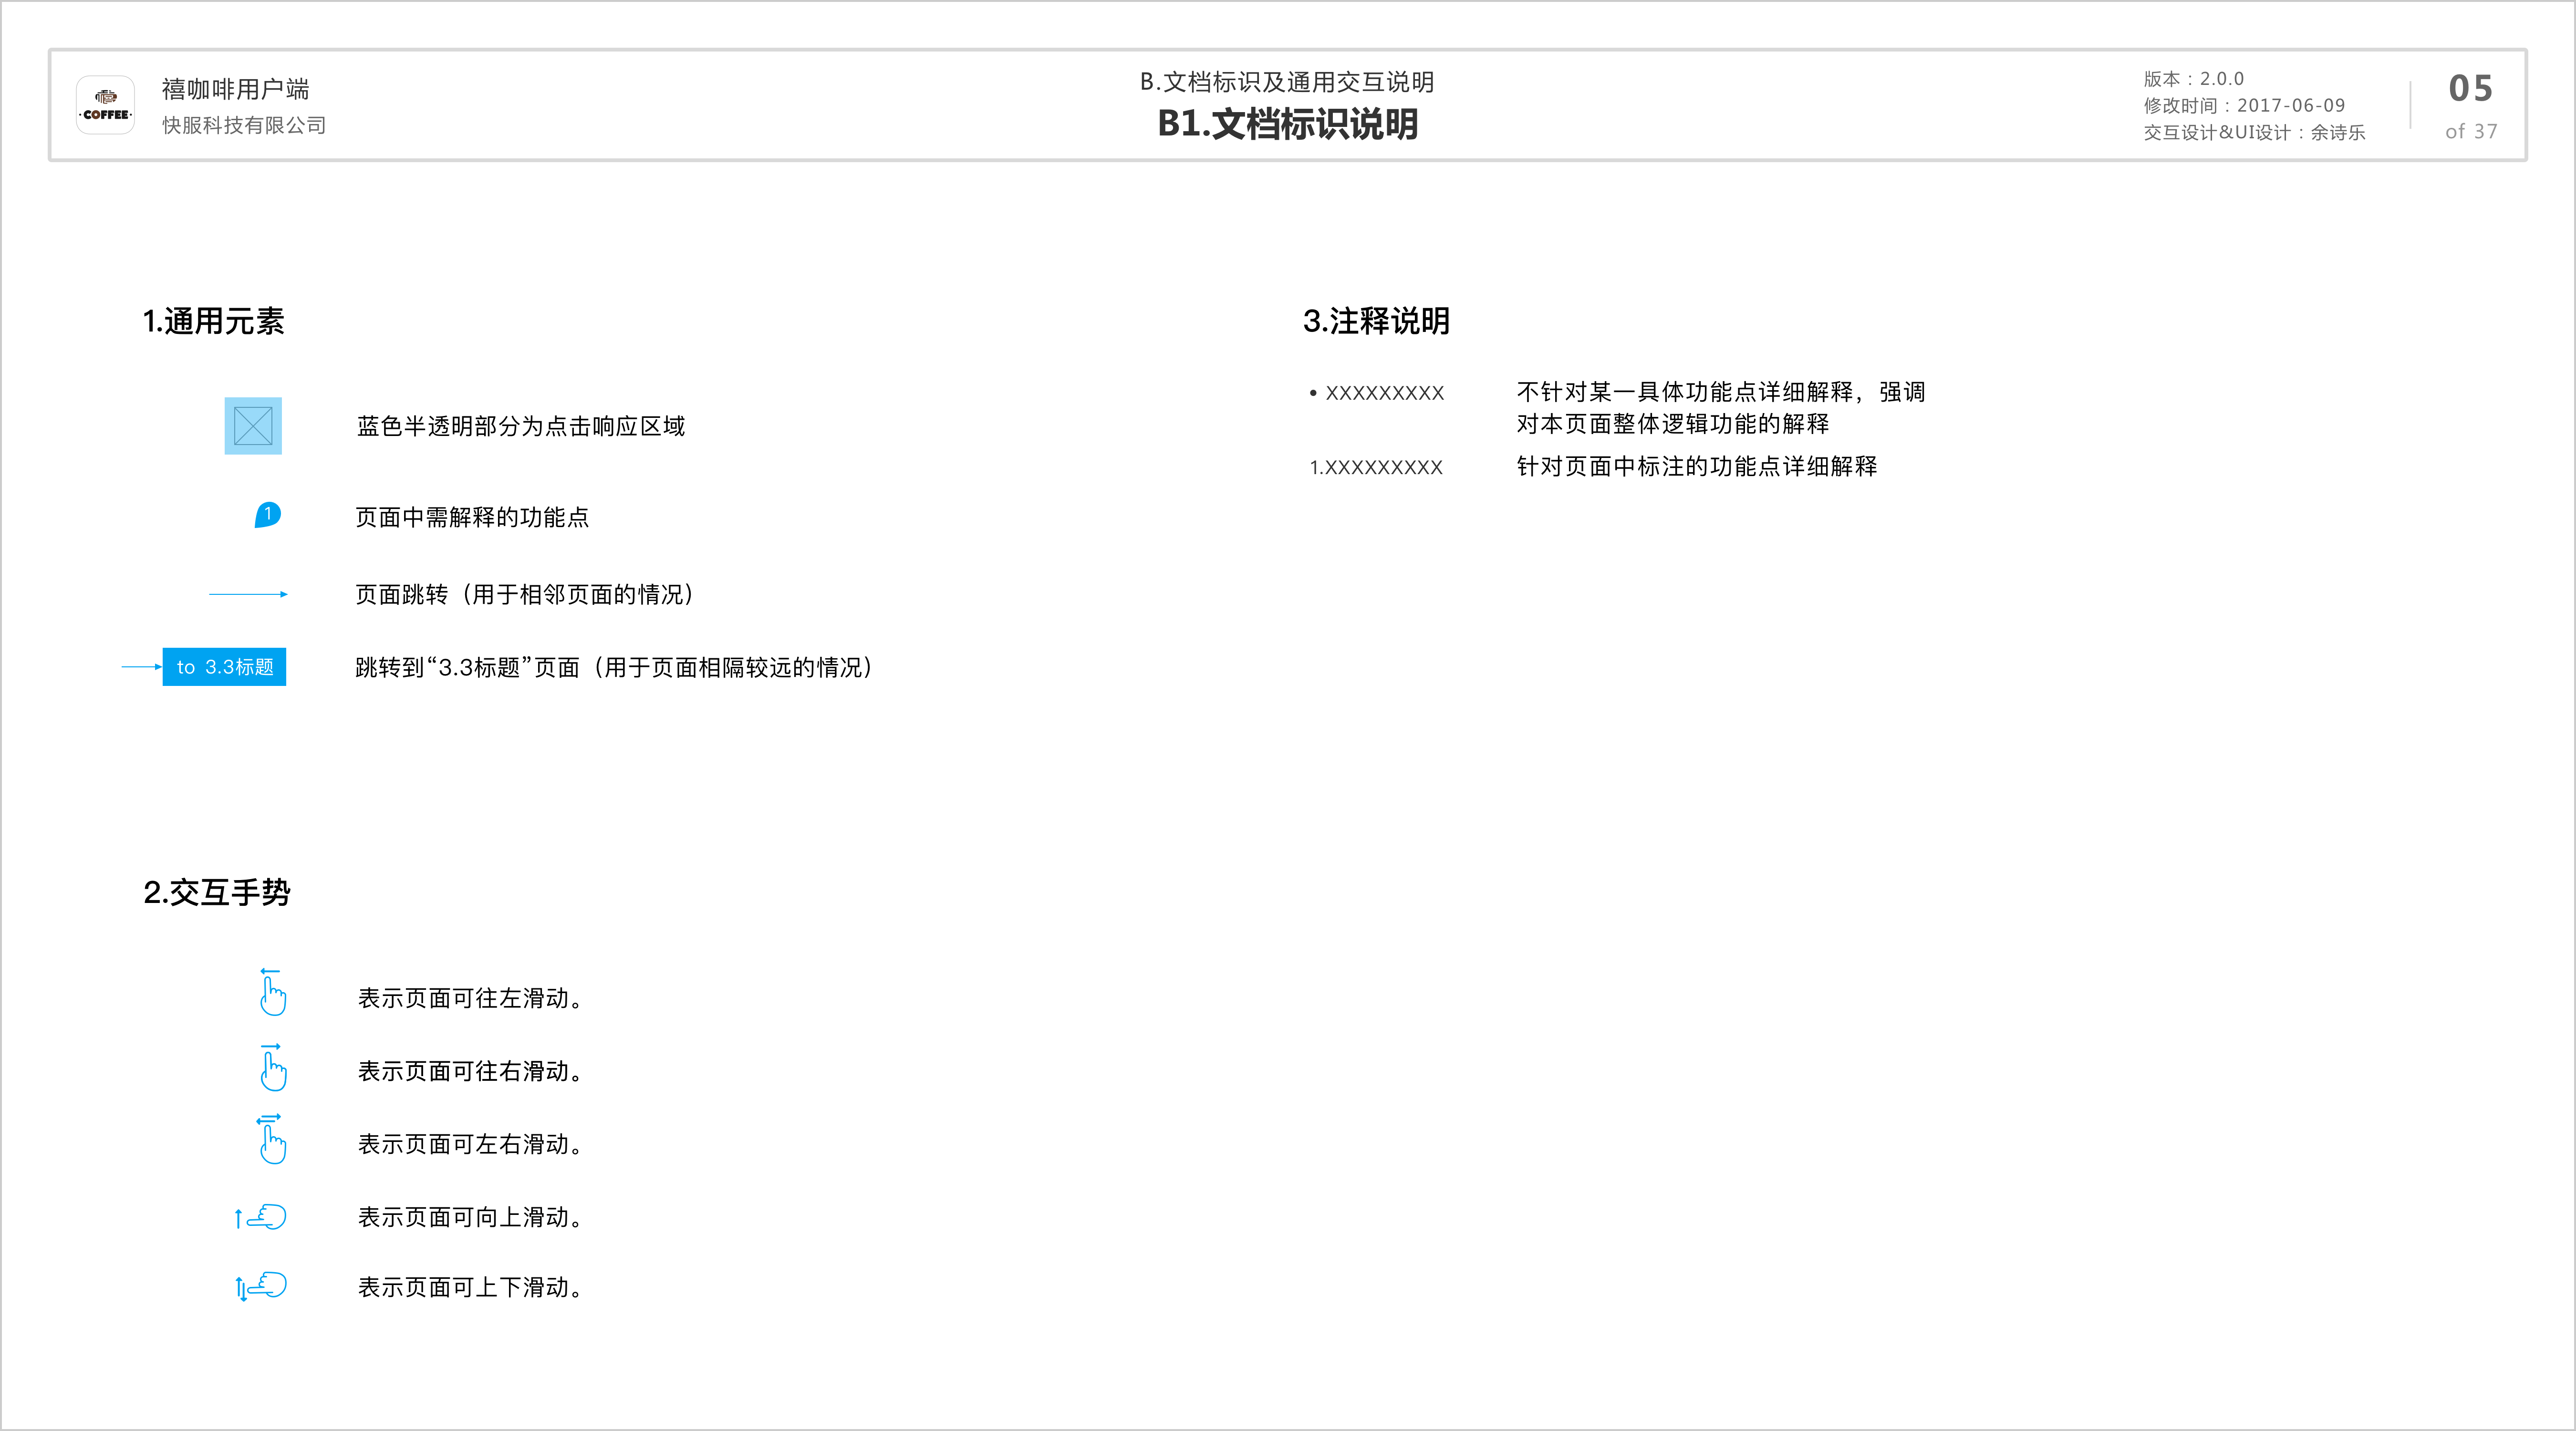 ·COFFEE·
禧咖啡用户端
快服科技有限公司
B.文档标识及通用交互说明
B1.文档标识说明
版本：2.0.0
修改时间：2017-06-09
交互设计&UI设计：余诗乐
05
of 37
1.通用元素
蓝色半透明部分为点击响应区域
1
页面中需解释的功能点
页面跳转（用于相邻页面的情况）
to 3.3标题
跳转到“3.3标题”页面（用于页面相隔较远的情况）
2.交互手势
表示页面可往左滑动。
表示页面可往右滑动。
表示页面可左右滑动。
表示页面可向上滑动。
表示页面可上下滑动。
3.注释说明
• XXXXXXXXX
不针对某一具体功能点详细解释，强调
对本页面整体逻辑功能的解释
1.XXXXXXXXX
针对页面中标注的功能点详细解释